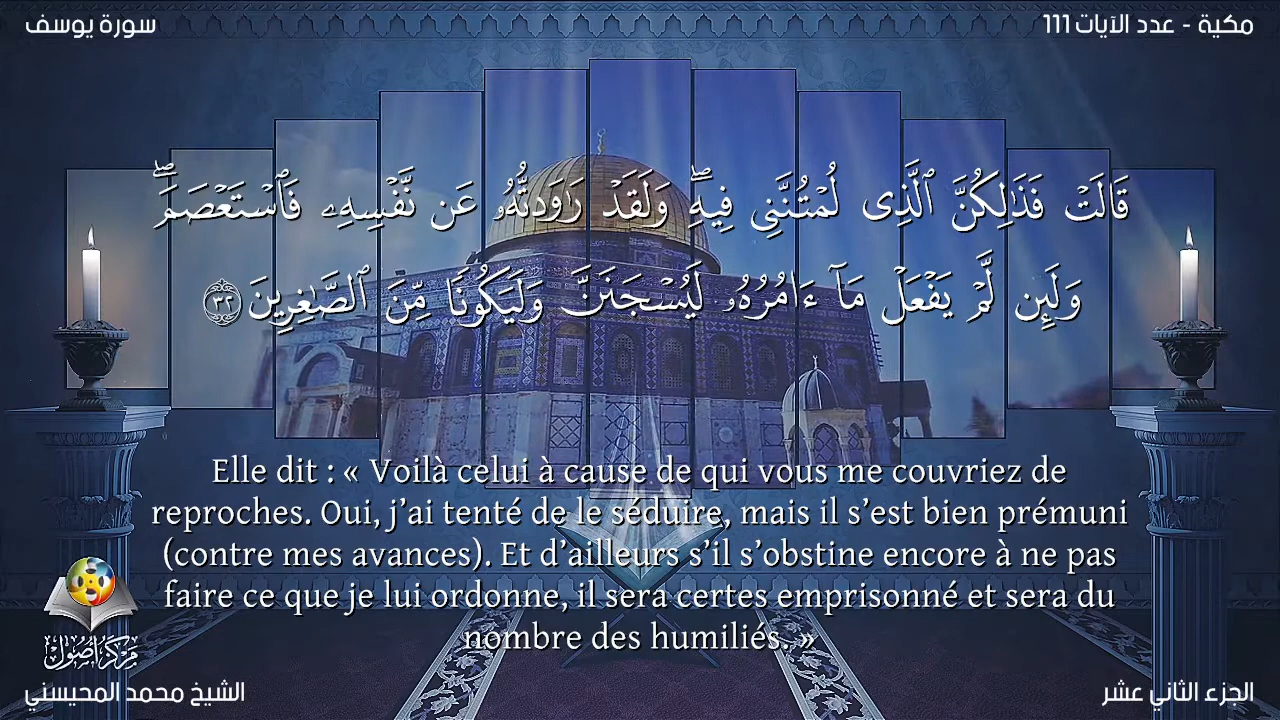 سورة يوسف
مكية - عدد الآيات 111
قَالَتْ فَذَٰلِكُنَّ ٱلَّذِى لُمْتُنَّنِى فِيهِ ۖ وَلَقَدْ رَٰوَدتُّهُۥ عَن نَّفْسِهِۦ فَٱسْتَعْصَمَ ۖ
وَلَئِن لَّمْ يَفْعَلْ مَآ ءَامُرُهُۥ لَيُسْجَنَنَّ وَلَيَكُونًا مِّنَ ٱلصَّٰغِرِينَ ٣٢
Elle dit : « Voilà celui à cause de qui vous me couvriez de
reproches. Oui, j’ai tenté de le séduire, mais il s’est bien prémuni
(contre mes avances). Et d’ailleurs s’il s’obstine encore à ne pas
faire ce que je lui ordonne, il sera certes emprisonné et sera du
nombre des humiliés. »
مركز أصول
الشيخ محمد المحيسني
الجزء الثاني عشر